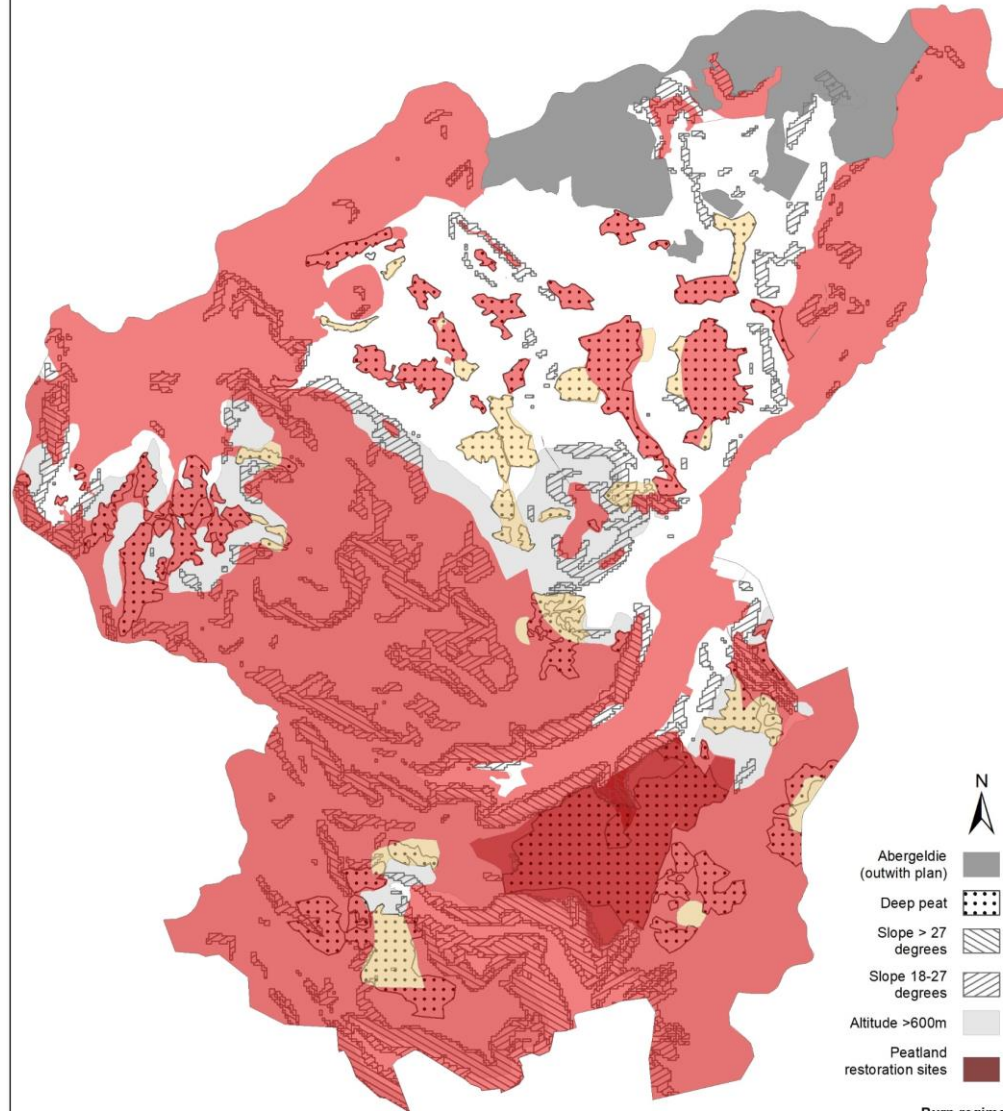 N
Abergeldie
(outwith plan)
Deep peat
Slope > 27
degrees
Slope 18-27
degrees
Altitude >600m
Peatland
restoration sites